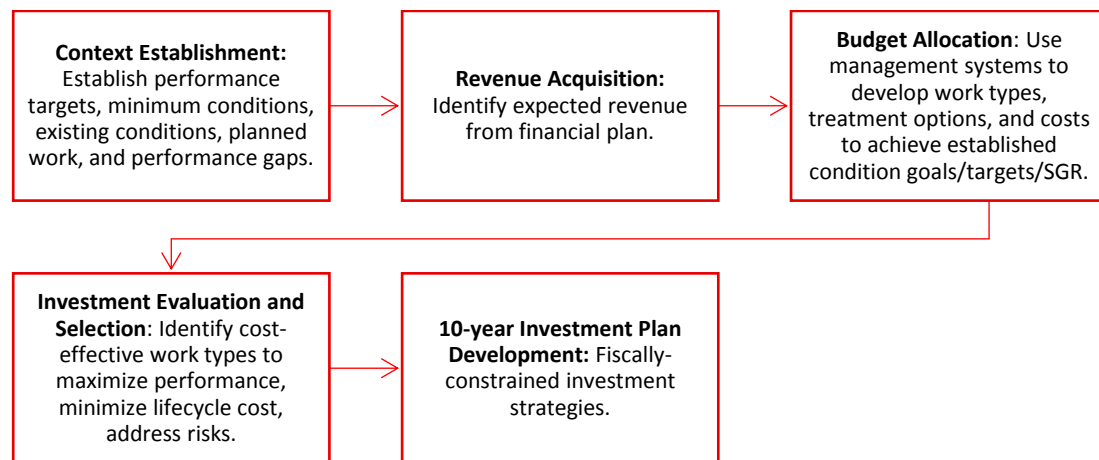 Context Establishment:
Establish performance
targets, minimum conditions,
existing conditions, planned
work, and performance gaps.
Revenue Acquisition:
Identify expected revenue
from financial plan.
Budget Allocation: Use
management systems to
develop work types,
treatment options, and costs
to achieve established
condition goals/targets/SGR.
Investment Evaluation and
Selection: Identify cost-
effective work types to
maximize performance,
minimize lifecycle cost,
address risks.
10-year Investment Plan
Development: Fiscally-
constrained investment
strategies.